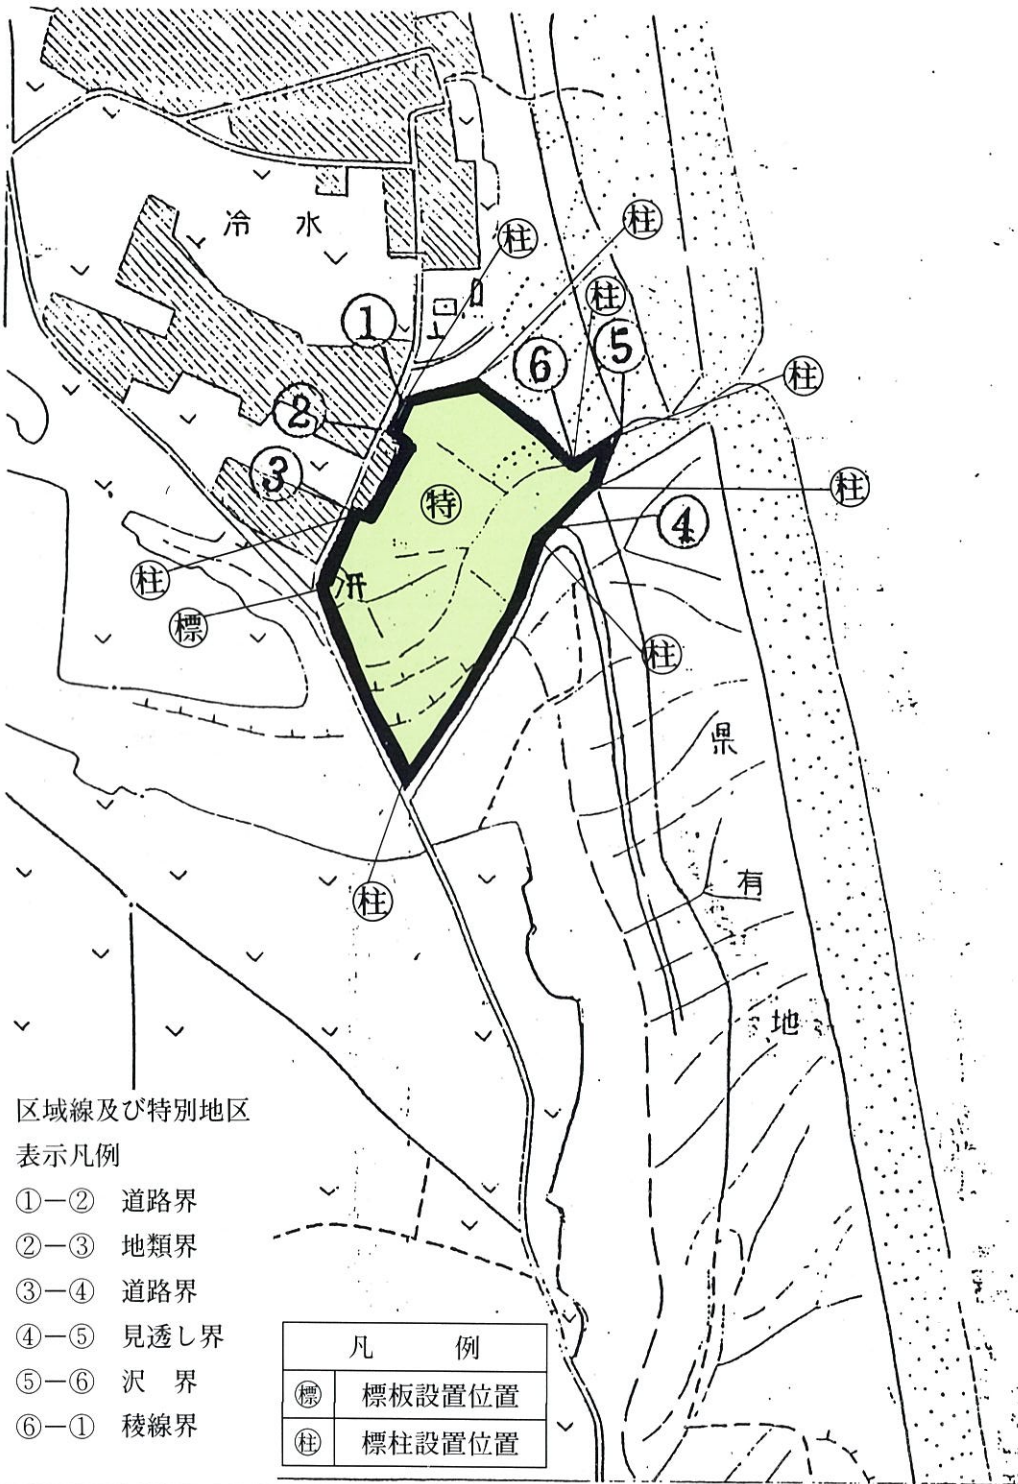 冷水
柱
柱
①
柱
⑤
⑥
柱
②
③
特
柱
④
柱
標
柱
県
有
柱
地
区域線及び特別地区
表示凡例
①—② 道路界
②—③ 地類界
③—④ 道路界
④—⑤ 見透し界
⑤—⑥ 沢 界
⑥—① 稜線界
凡 例
標 標板設置位置
柱 標柱設置位置